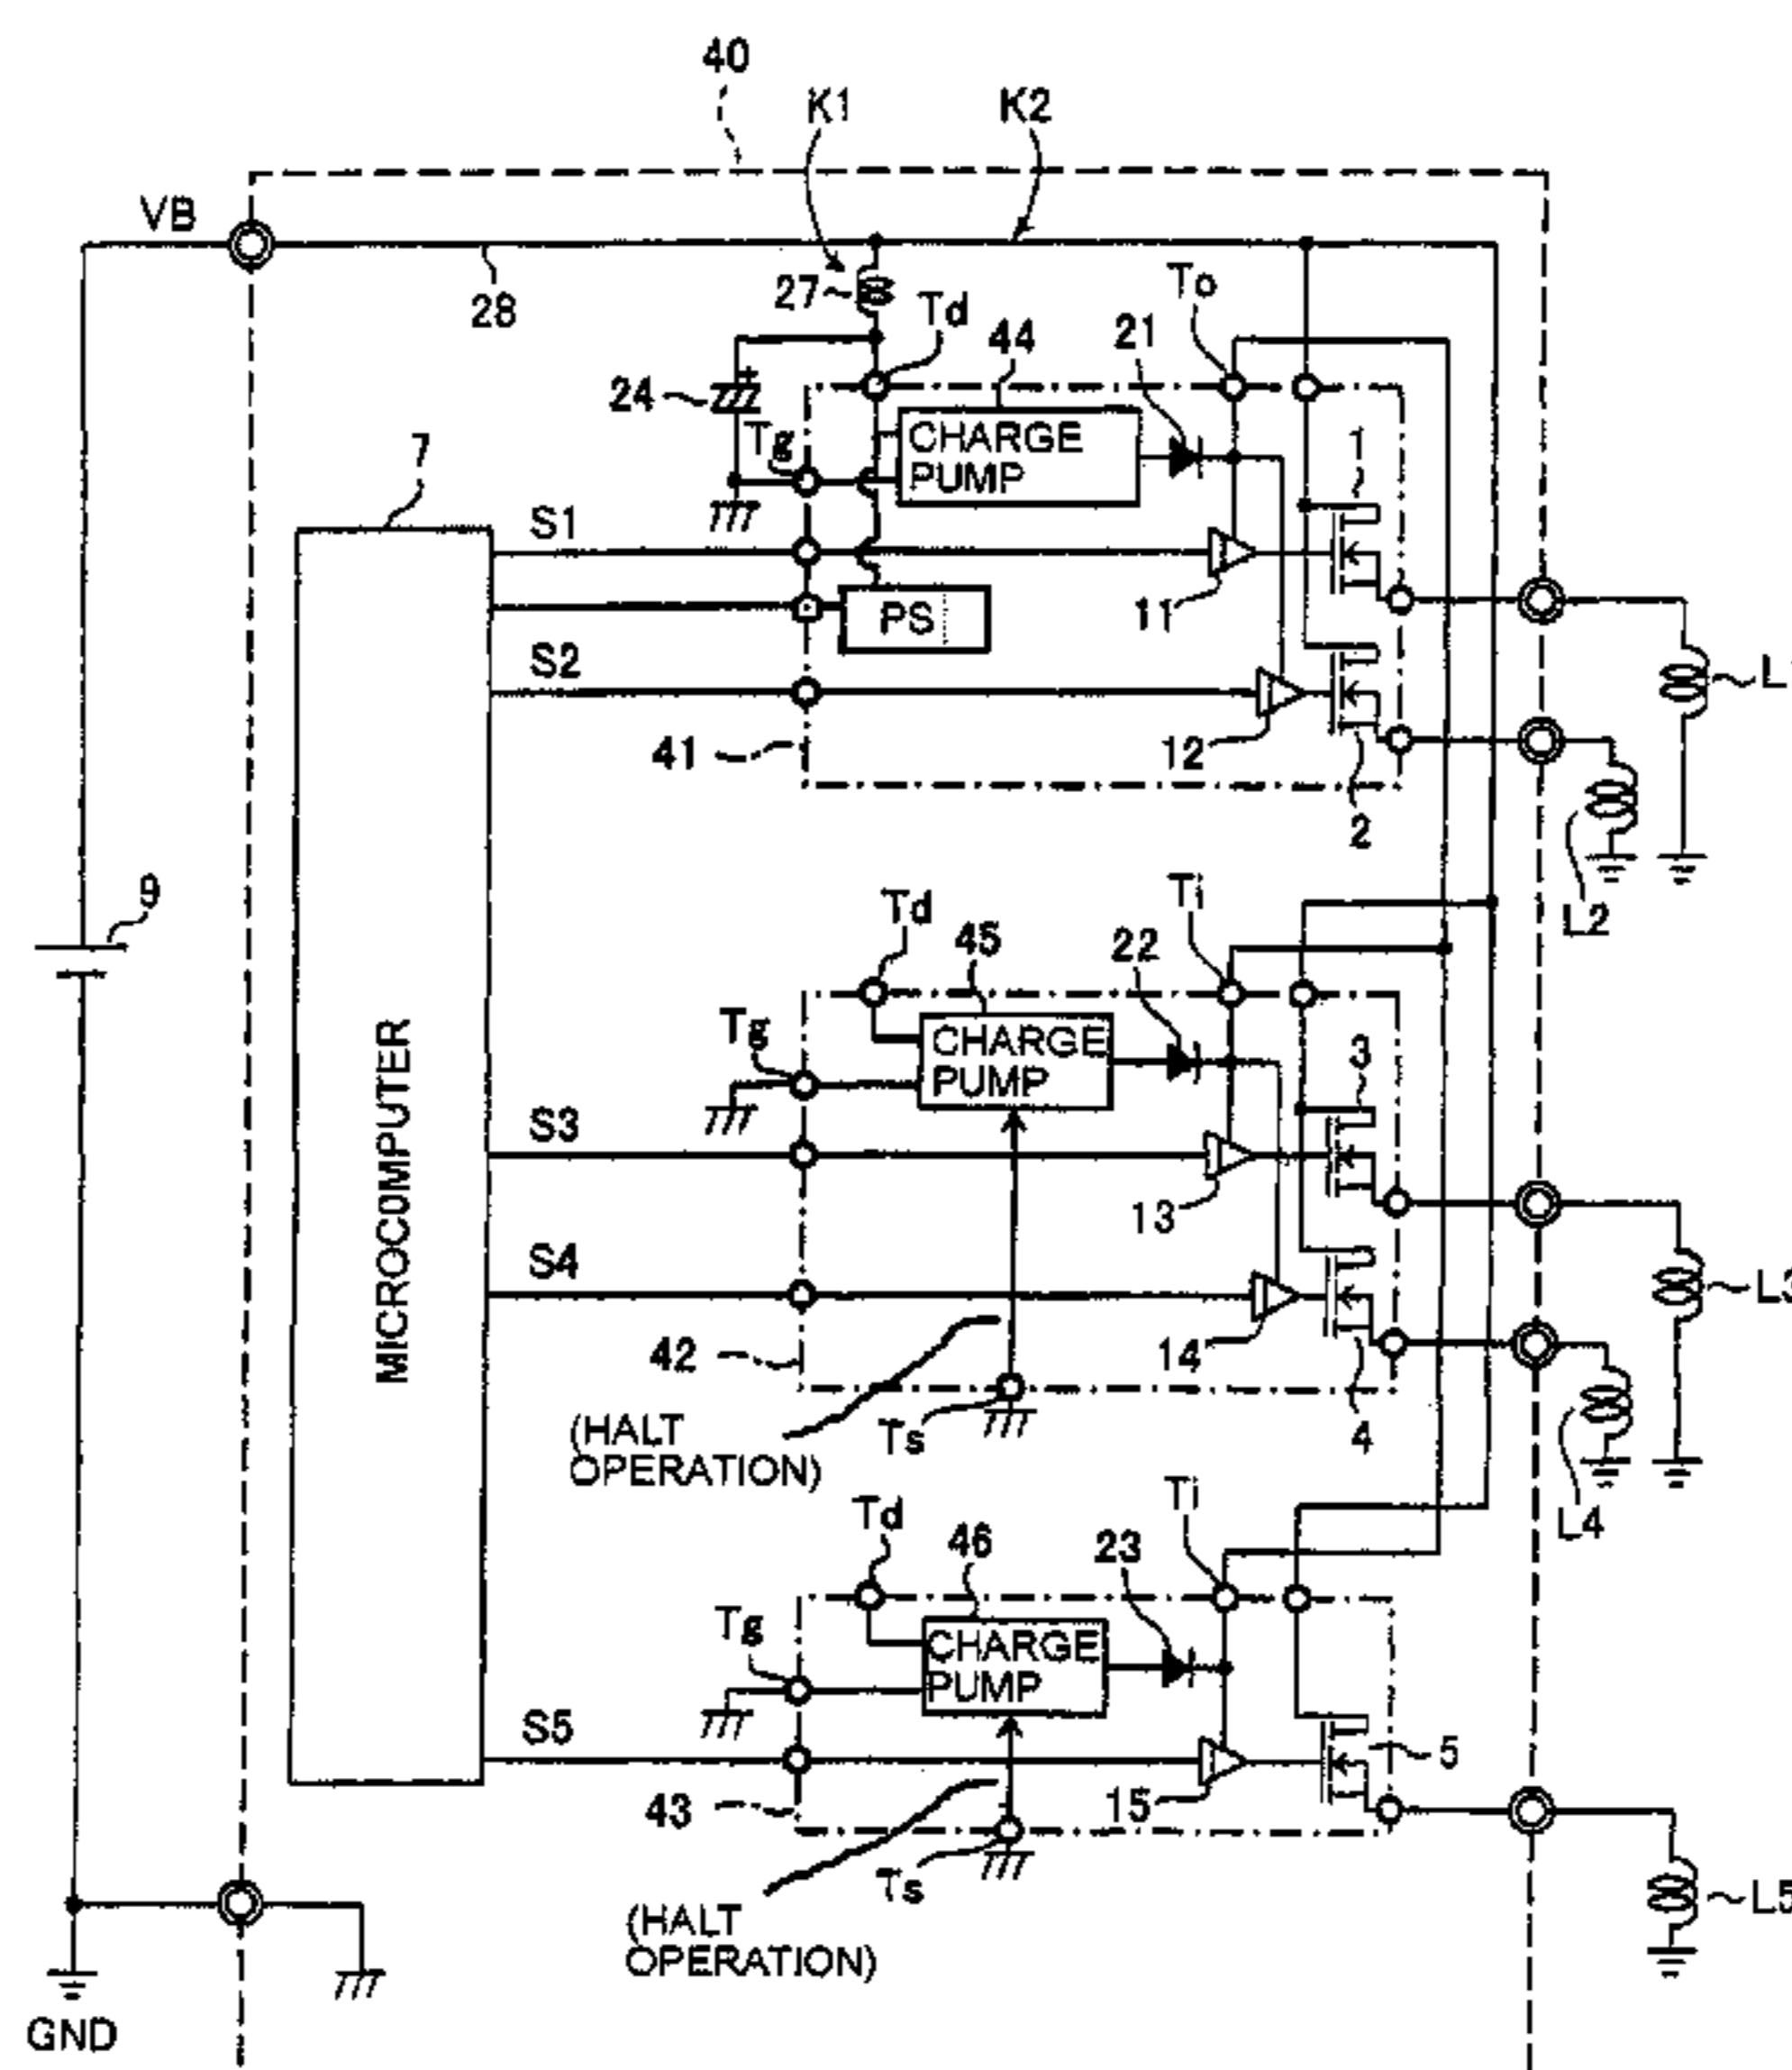 40
K1
K2
VB
28
27
Td
44
21
To
24
Tg
CHARGE
PUMP
1
7
S1
11
PS
S2
12
41
2
L
L2
9
Td
45
22
Ti
Tg
CHARGE
PUMP
3
MICROCOMPUTER
S3
13
S4
14
L3
42
4
(HALT
OPERATION)
Ts
L4
Td
46
23
Ti
Tg
CHARGE
PUMP
S5
5
43
15
Ts
L5
(HALT
OPERATION)
GND